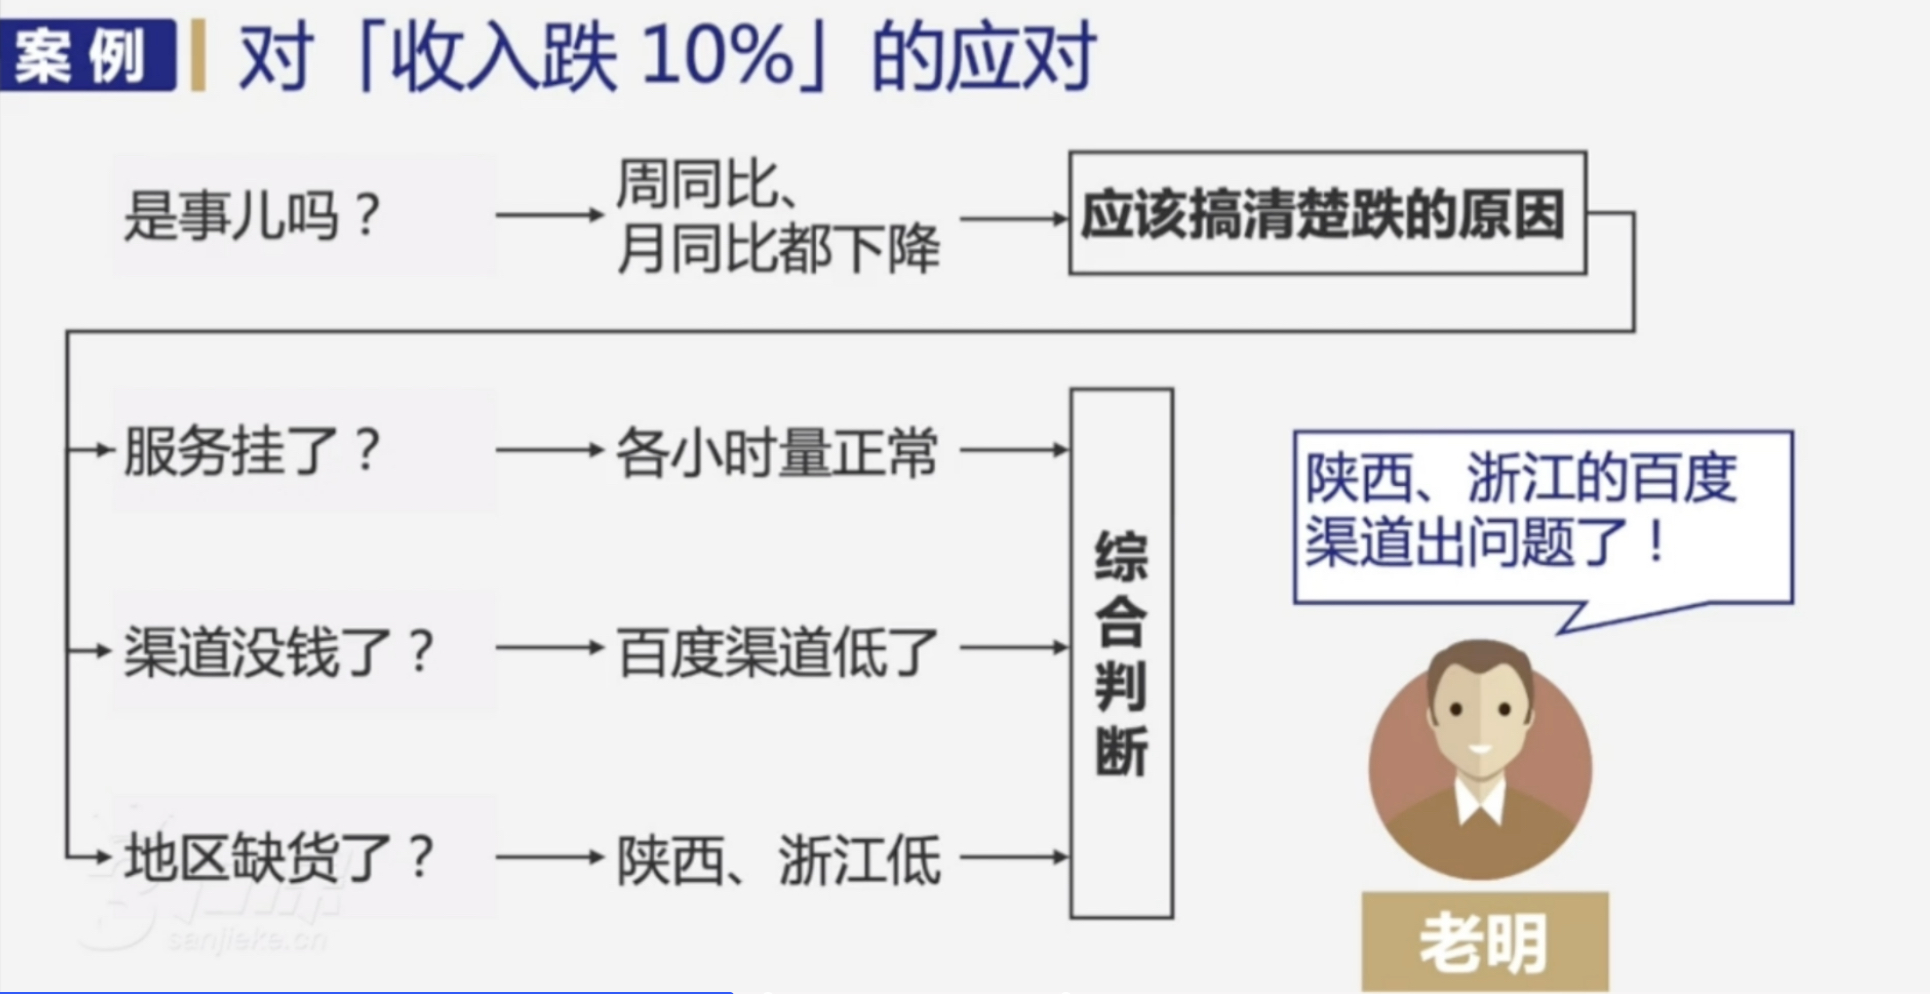 案例
对「收入跌 10%」的应对
是事儿吗？
周同比、
月同比都下降
应该搞清楚跌的原因
服务挂了？
各小时量正常
渠道没钱了？
百度渠道低了
地区缺货了？
陕西、浙江低
综合判断
陕西、浙江的百度
渠道出问题了！
老明
sanjieke.cn